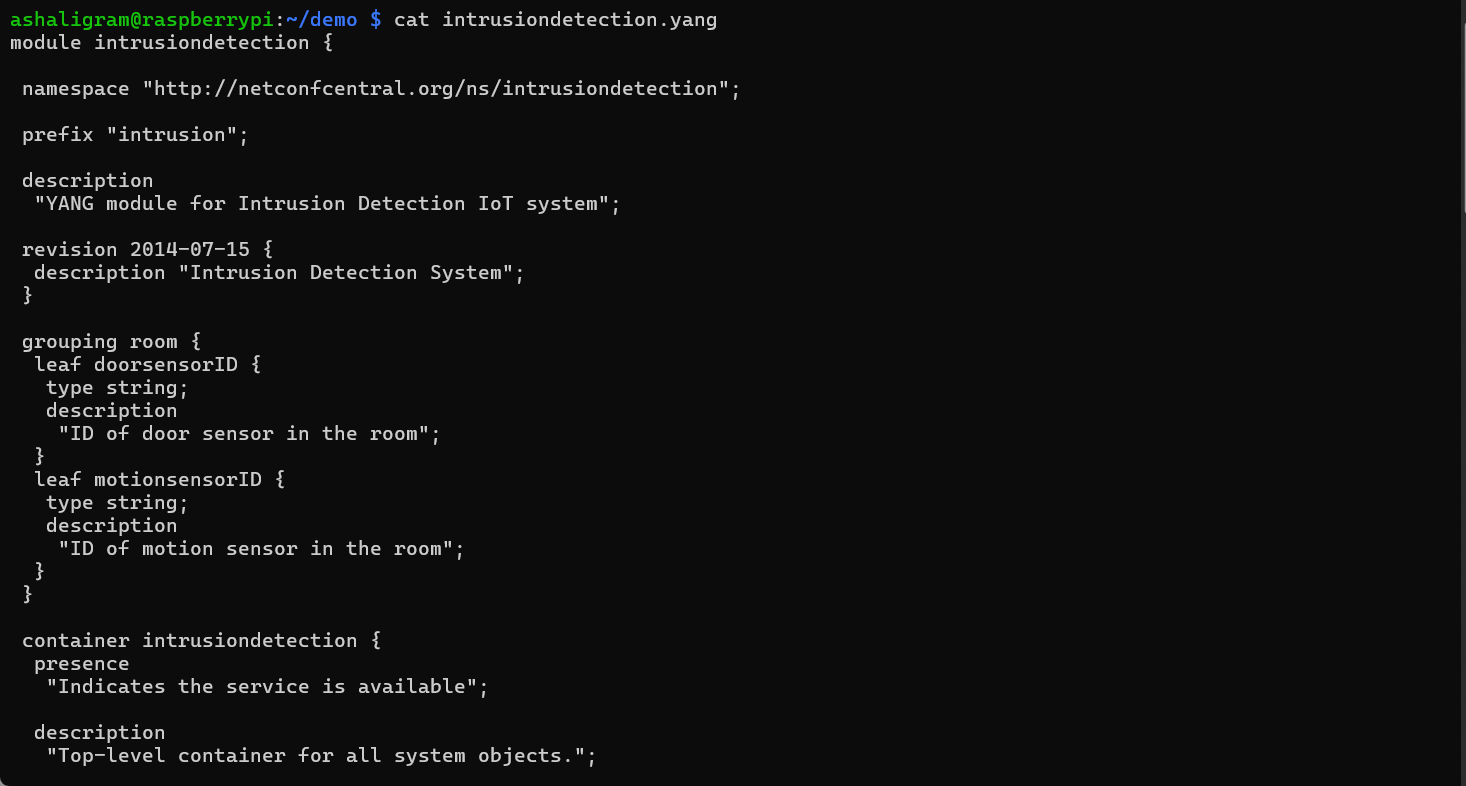 ashaligram@raspberrypi:~/demo $ cat intrusiondetection.yang
module intrusiondetection {

 namespace "http://netconfcentral.org/ns/intrusiondetection";

 prefix "intrusion";

 description
  "YANG module for Intrusion Detection IoT system";

 revision 2014-07-15 {
  description "Intrusion Detection System";
 }

 grouping room {
  leaf doorsensorID {
   type string;
   description
    "ID of door sensor in the room";
  }
  leaf motionsensorID {
   type string;
   description
    "ID of motion sensor in the room";
  }
 }

 container intrusiondetection {
  presence
   "Indicates the service is available";

  description
   "Top-level container for all system objects.";